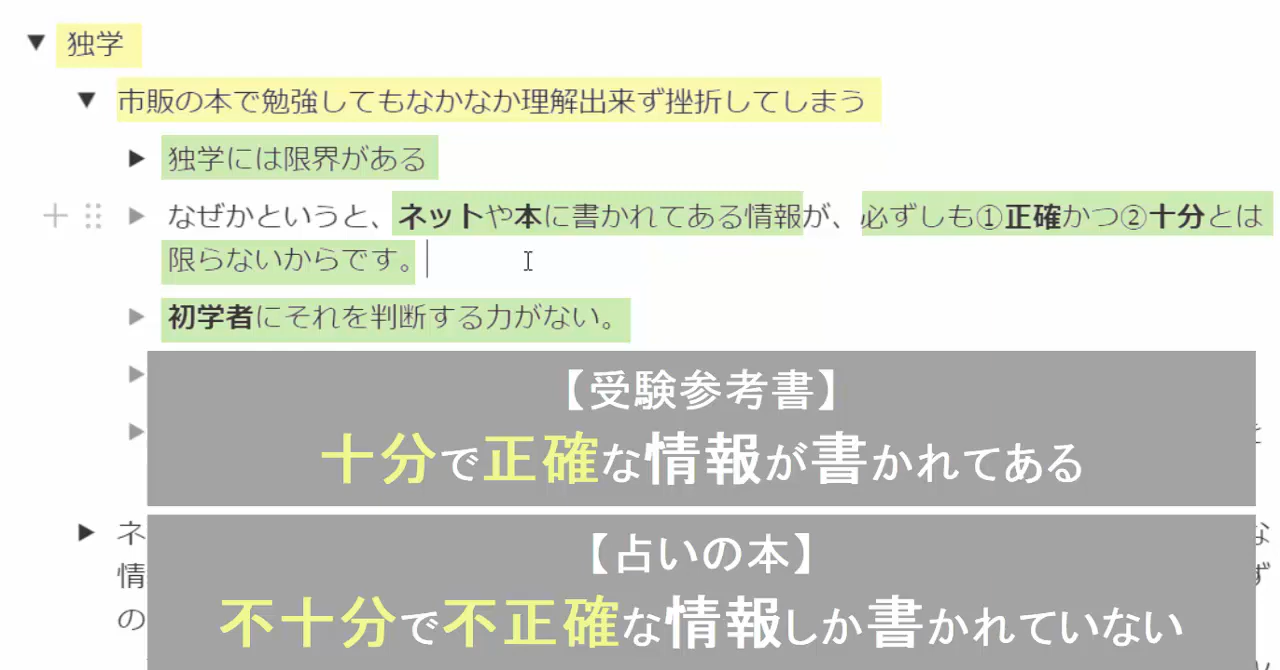 独学
市販の本で勉強してもなかなか理解出来ず挫折してしまう
独学には限界がある
なぜかというと、ネットや本に書かれてある情報が、必ずしも①正確かつ②十分とは
限らないからです。
初学者にそれを判断する力がない。
【受験参考書】
十分で正確な情報が書かれてある
ネ
な
【占いの本】
情
ず
の
不十分で不正確な情報しか書かれていない